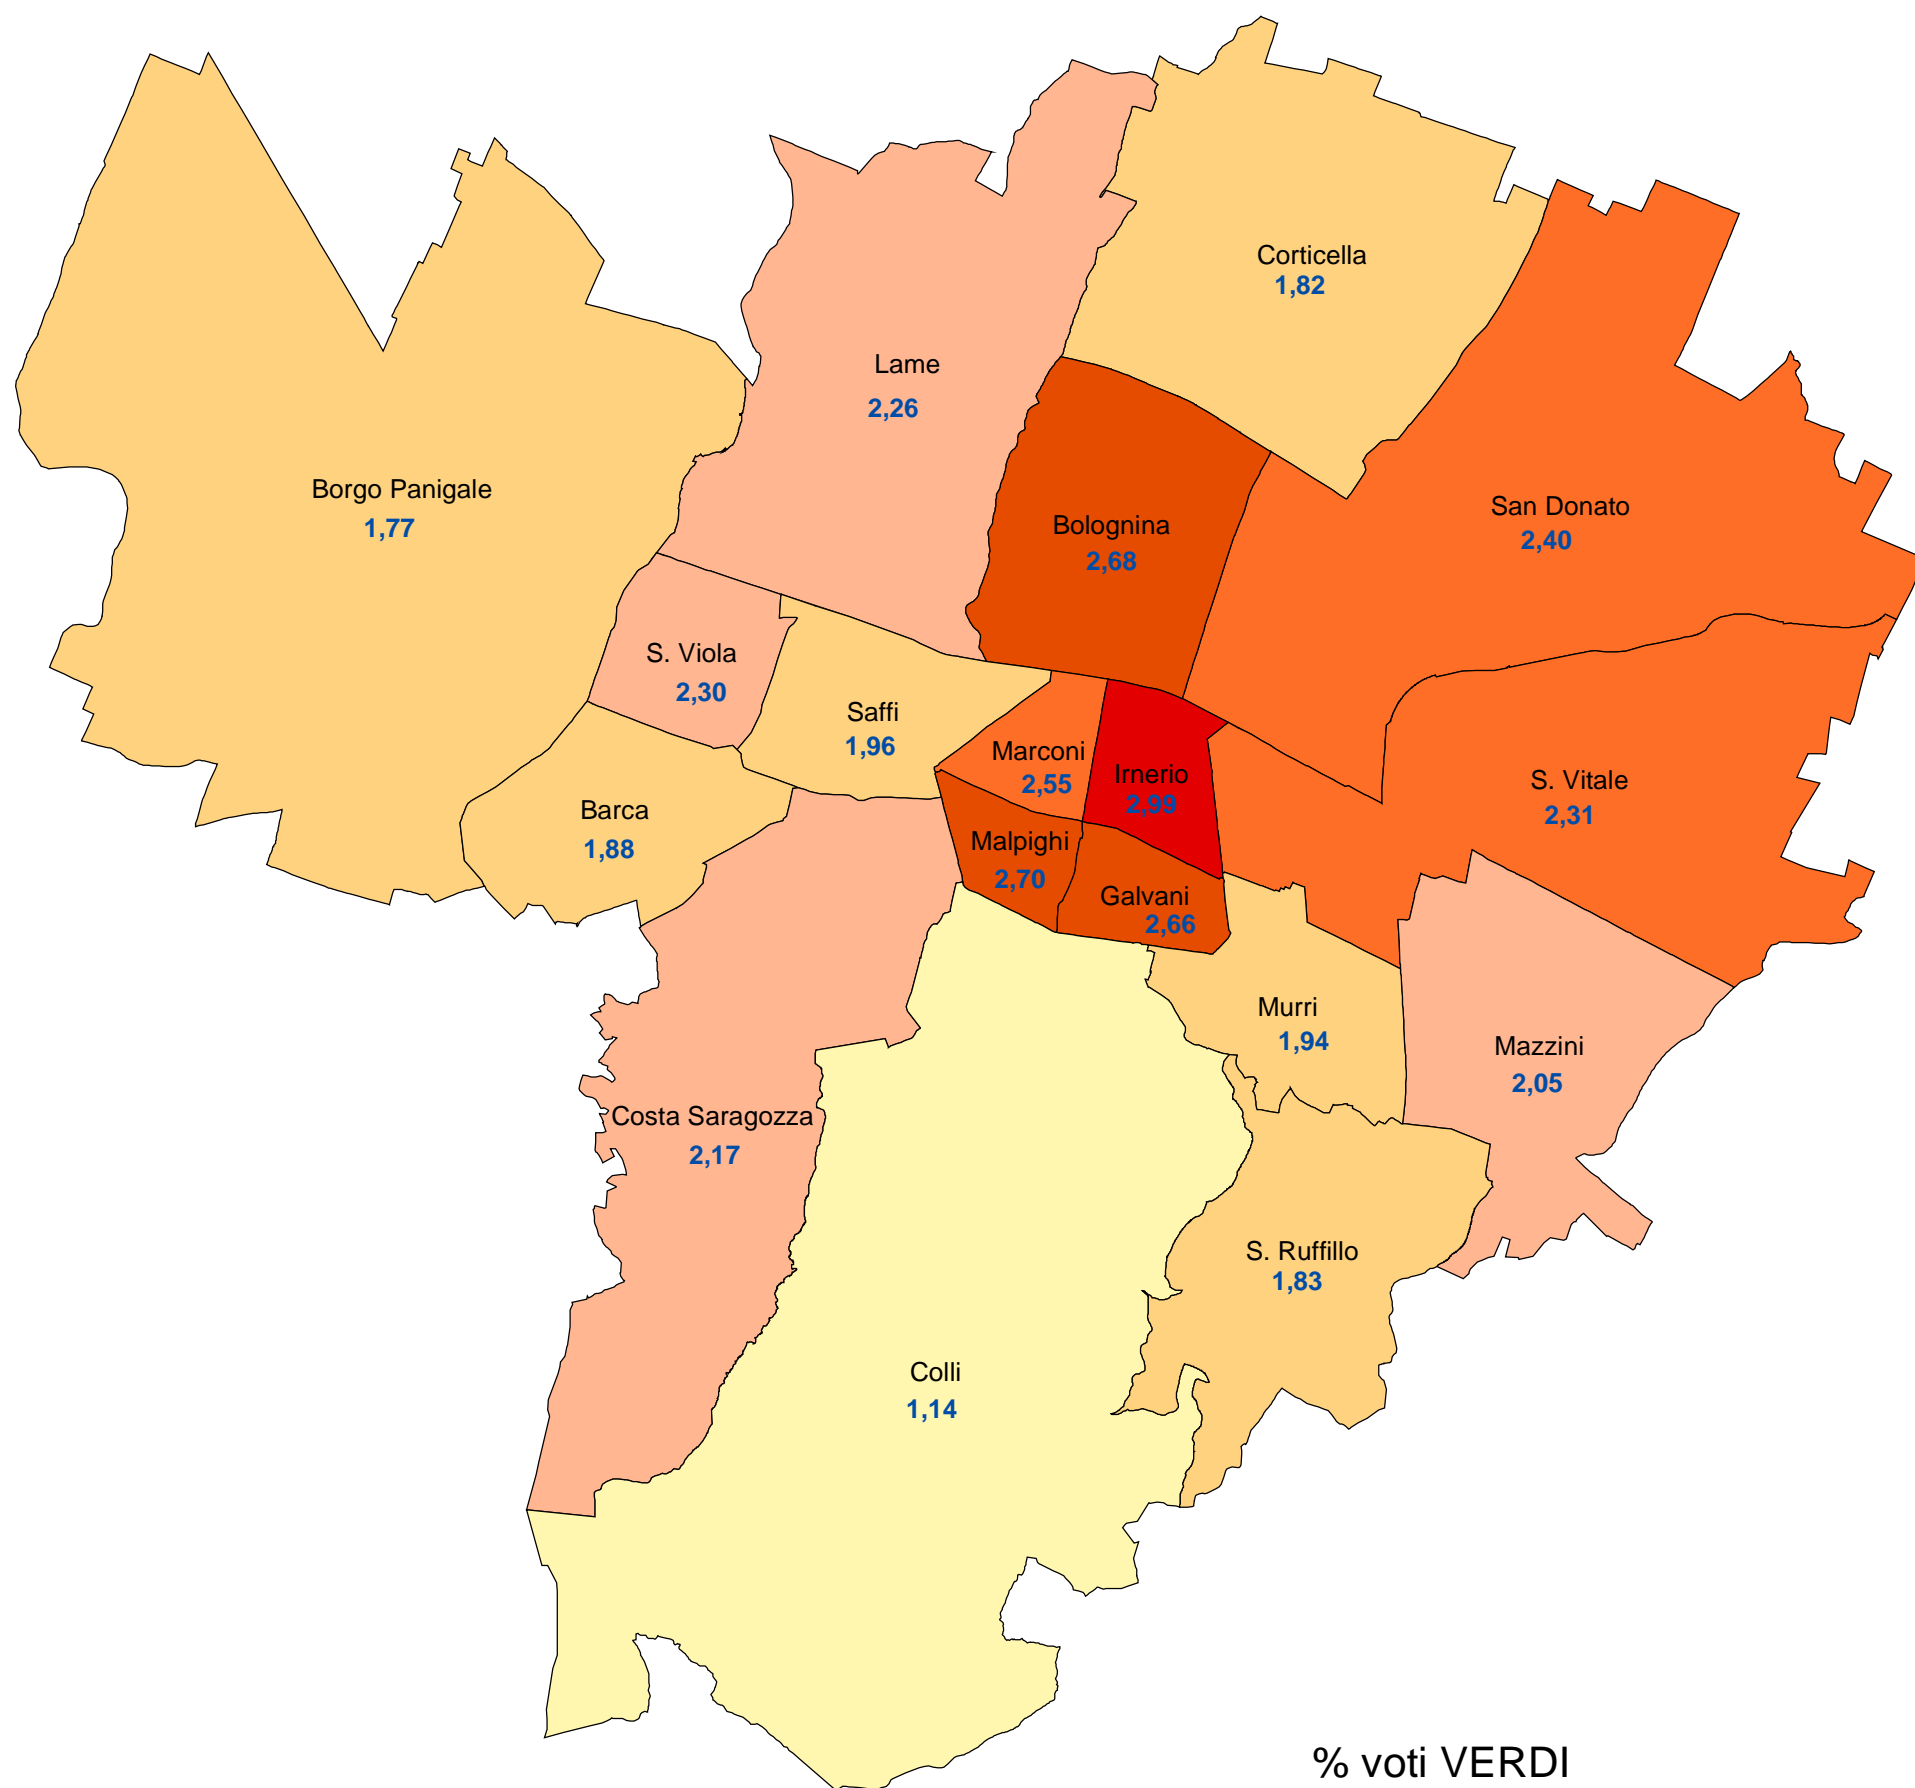 Corticella
1,82
Lame
2,26
Borgo Panigale
1,77
Bolognina
2,68
San Donato
2,40
S. Viola
2,30
Saffi
1,96
Marconi
2,55
Irnerio
2,99
S. Vitale
2,31
Barca
1,88
Malpighi
2,70
Galvani
2,66
Murri
1,94
Mazzini
2,05
Costa Saragozza
2,17
S. Ruffillo
1,83
Colli
1,14
% voti VERDI